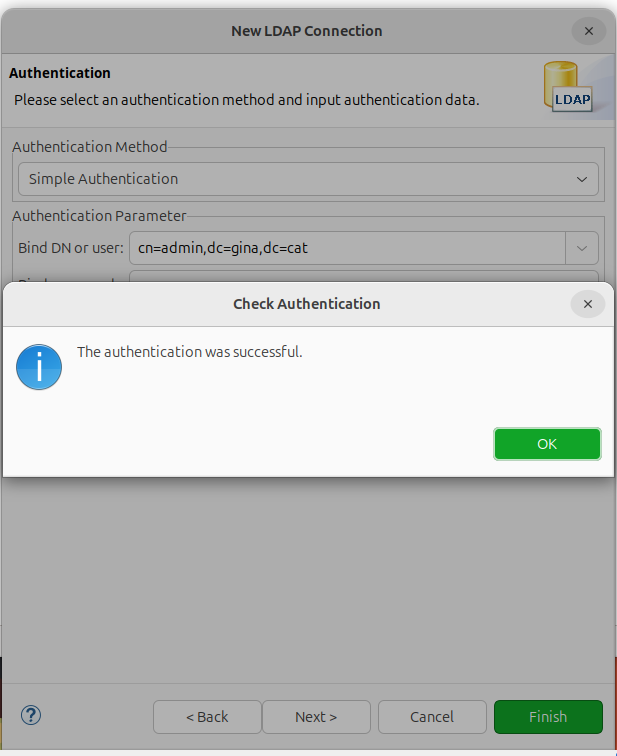 New LDAP Connection
Authentication
Please select an authentication method and input authentication data.
LDAP
Authentication Method
Simple Authentication
Authentication Parameter
Bind DN or user:
cn=admin,dc=gina,dc=cat
Check Authentication
The authentication was successful.
OK
< Back
Next >
Cancel
Finish